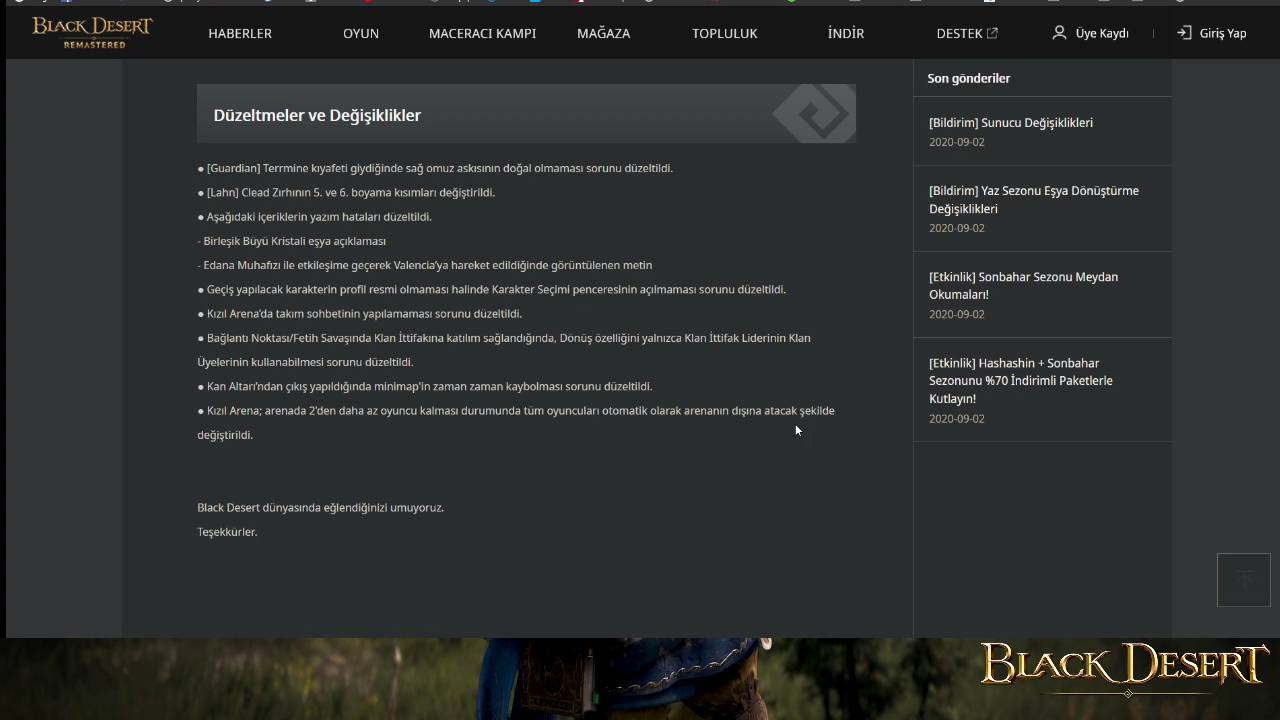 BLACK DESERT
REMASTERED
HABERLER
OYUN
MACERACI KAMPI
MAĞAZA
TOPLULUK
İNDİR
DESTEK
Üye Kaydı
Giriş Yap
Düzeltmeler ve Değişiklikler
● [Guardian] Terrmine kıyafeti giydiğinde sağ omuz askısının doğal olmaması sorunu düzeltildi.
● [Lahn] Clead Zırhının 5. ve 6. boyama kısımları değiştirildi.
● Aşağıdaki içeriklerin yazım hataları düzeltildi.
- Birleşik Büyü Kristali eşya açıklaması
- Edana Muhafızı ile etkileşime geçerek Valencia'ya hareket edildiğinde görüntülenen metin
● Geçiş yapılacak karakterin profil resmi olmaması halinde Karakter Seçimi penceresinin açılmaması sorunu düzeltildi.
● Kızıl Arena'da takım sohbetinin yapılamaması sorunu düzeltildi.
● Bağlantı Noktası/Fetih Savaşında Klan İttifakına katılım sağlandığında, Dönüş özelliğini yalnızca Klan İttifak Liderinin Klan
Üyelerinin kullanabilmesi sorunu düzeltildi.
● Kan Altarı'ndan çıkış yapıldığında minimap'in zaman zaman kaybolması sorunu düzeltildi.
● Kızıl Arena; arenada 2'den daha az oyuncu kalması durumunda tüm oyuncuları otomatik olarak arenanın dışına atacak şekilde
değiştirildi.
Black Desert dünyasında eğlendiğinizi umuyoruz.
Teşekkürler.
Son gönderiler
[Bildirim] Sunucu Değişiklikleri
2020-09-02
[Bildirim] Yaz Sezonu Eşya Dönüştürme
Değişiklikleri
2020-09-02
[Etkinlik] Sonbahar Sezonu Meydan
Okumaları!
2020-09-02
[Etkinlik] Hashashin + Sonbahar
Sezonunu %70 İndirimli Paketlerle
Kutlayın!
2020-09-02
BLACK DESERT